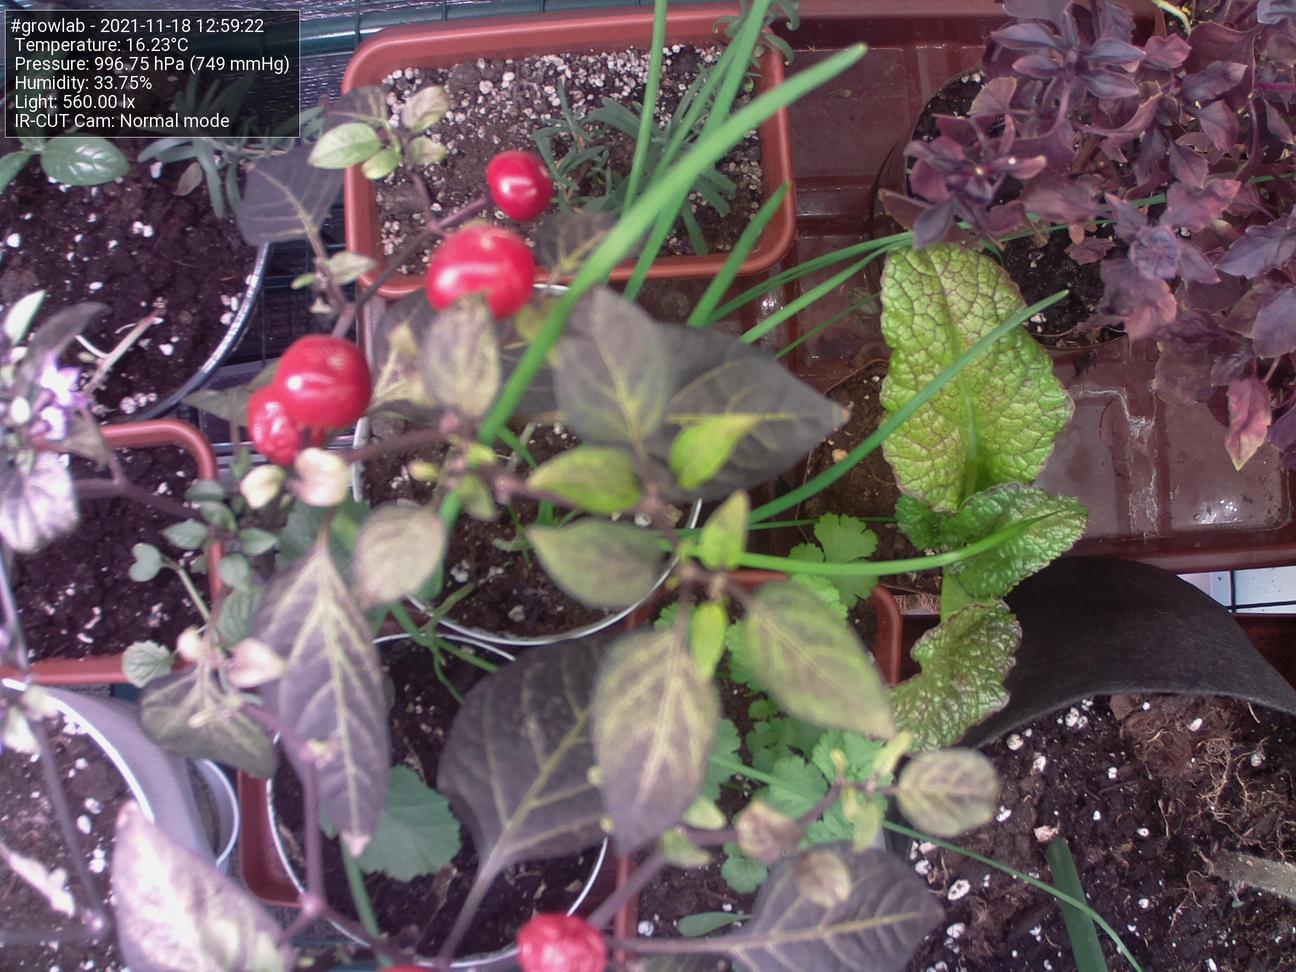 #growlab - 2021-11-18 12:59:22
Temperature: 16.23°C
Pressure: 996.75 hPa (749 mmHg)
Humidity: 33.75%
Light: 560.00 lx
IR-CUT Cam: Normal mode